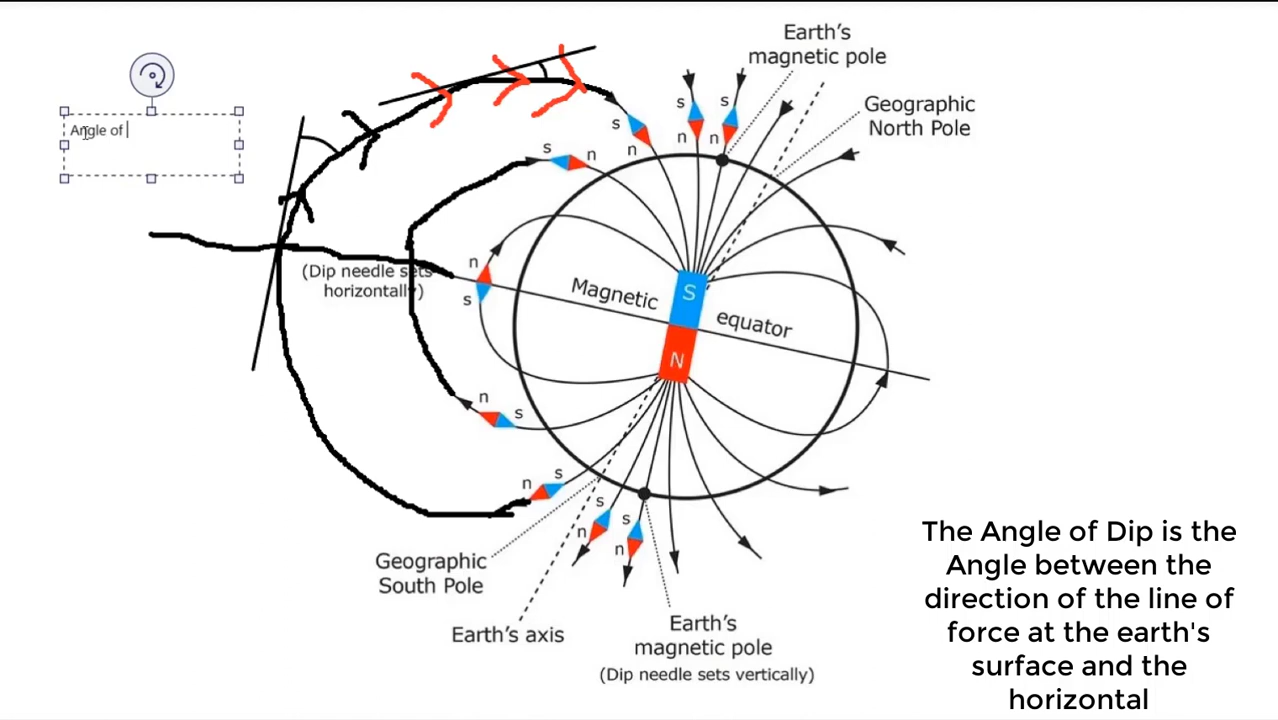 Earth's
magnetic pole
Geographic
North Pole
Angle of
s
s
s
n
n
n
s
n
(Dip needle sets
horizontally)
n
s
Magnetic
equator
S
N
n
s
n
s
s
n
s
n
Geographic
South Pole
Earth's axis
Earth's
magnetic pole
(Dip needle sets vertically)
The Angle of Dip is the
Angle between the
direction of the line of
force at the earth's
surface and the
horizontal